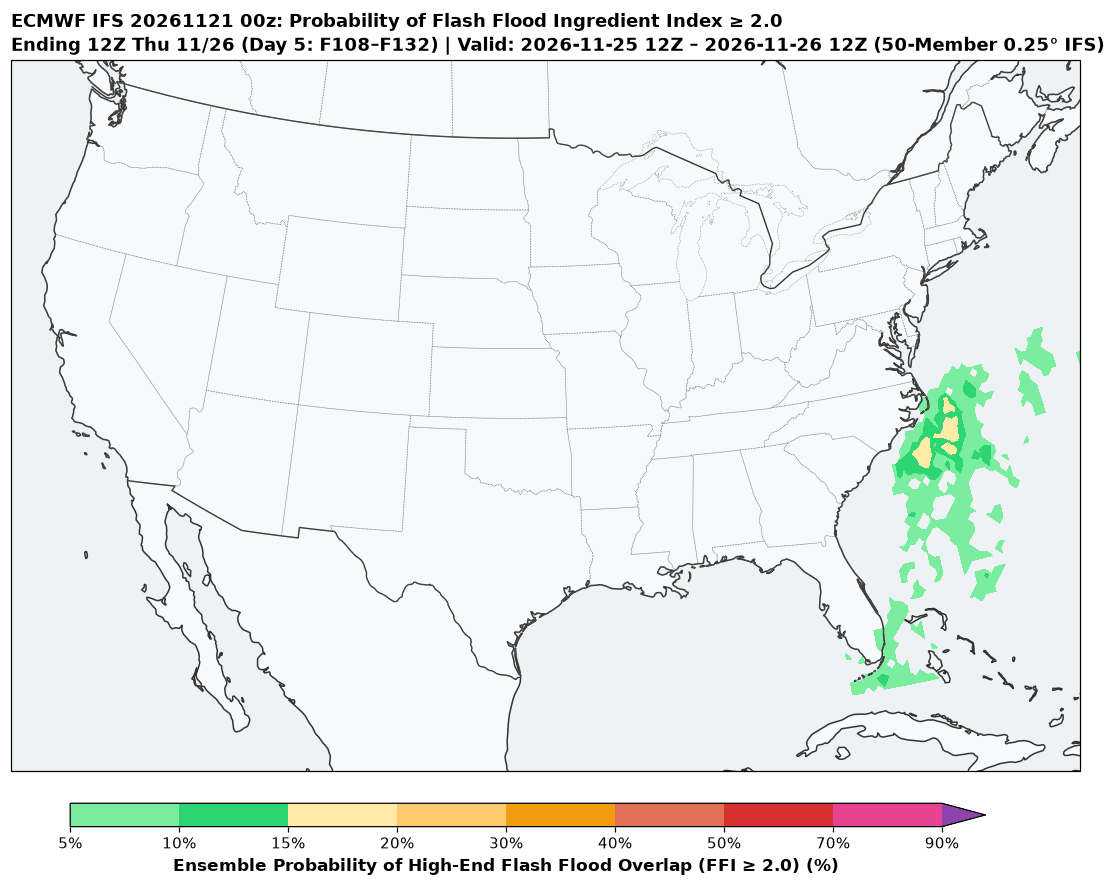 ECMWF IFS 20261121 00z: Probability of Flash Flood Ingredient Index ≥ 2.0
Ending 12Z Thu 11/26 (Day 5: F108–F132) | Valid: 2026-11-25 12Z – 2026-11-26 12Z (50-Member 0.25° IFS)
5% 10% 15% 20% 30% 40% 50% 70% 90%
Ensemble Probability of High-End Flash Flood Overlap (FFI ≥ 2.0) (%)